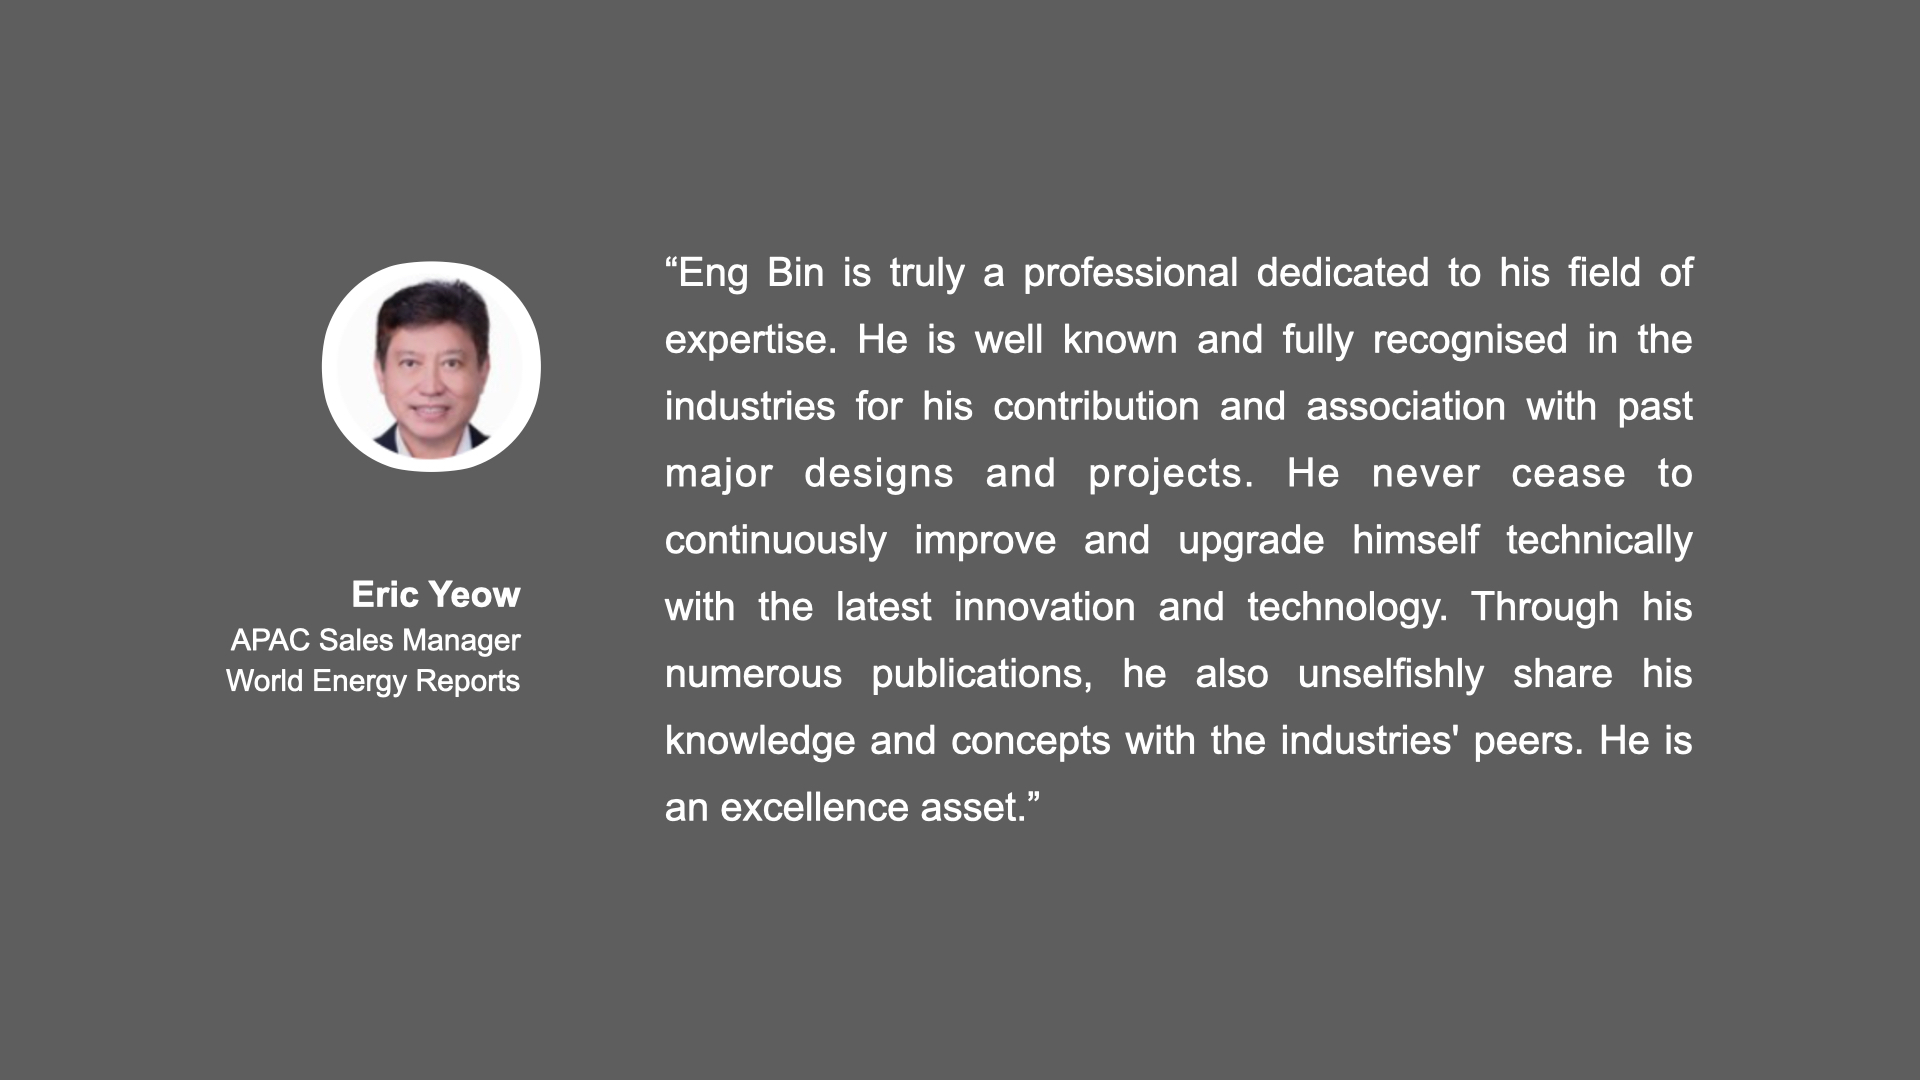 Eric Yeow
APAC Sales Manager
World Energy Reports
“Eng Bin is truly a professional dedicated to his field of
expertise. He is well known and fully recognised in the
industries for his contribution and association with past
major designs and projects. He never cease to
continuously improve and upgrade himself technically
with the latest innovation and technology. Through his
numerous publications, he also unselfishly share his
knowledge and concepts with the industries' peers. He is
an excellence asset.”